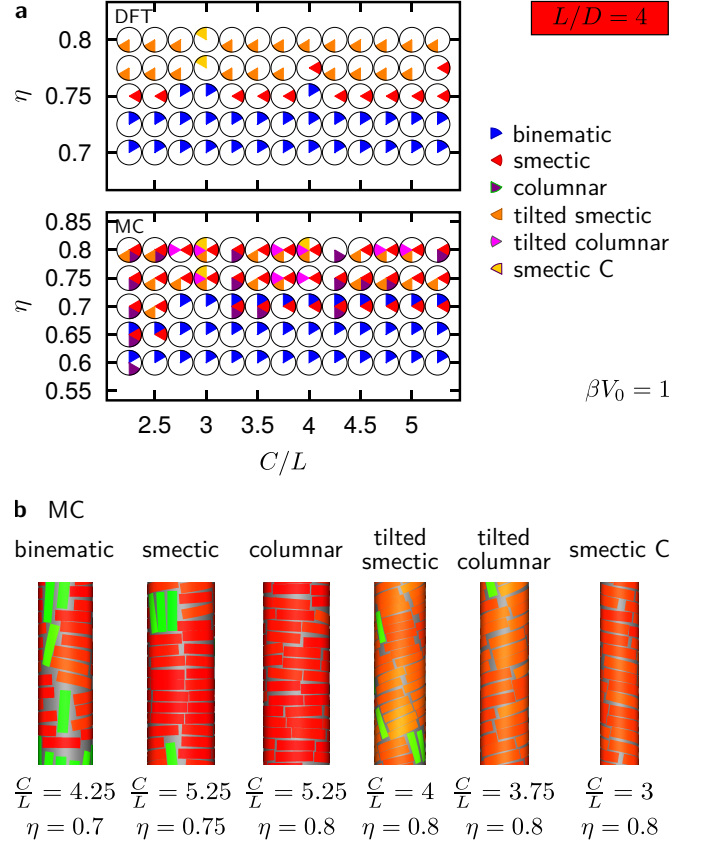 a
DFT
L/D = 4
0.8
0.75
0.7
η
binematic
smectic
columnar
tilted smectic
tilted columnar
smectic C
MC
0.85
0.8
0.75
0.7
0.65
0.6
0.55
η
βV₀ = 1
2.5 3 3.5 4 4.5 5
C/L
b MC
binematic smectic columnar tilted smectic tilted columnar smectic C
C/L = 4.25 C/L = 5.25 C/L = 5.25 C/L = 4 C/L = 3.75 C/L = 3
η = 0.7 η = 0.75 η = 0.8 η = 0.8 η = 0.8 η = 0.8